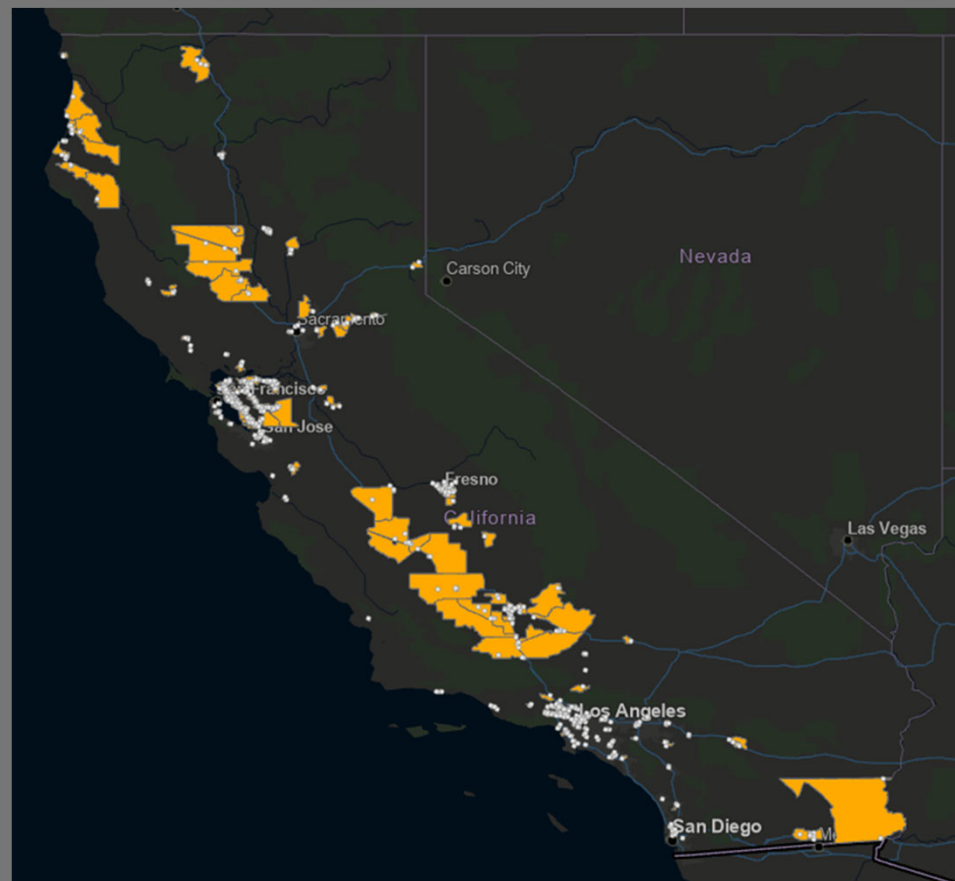 Nevada
Carson City
Sacramento
San Francisco
San Jose
Fresno
California
Las Vegas
Los Angeles
San Diego